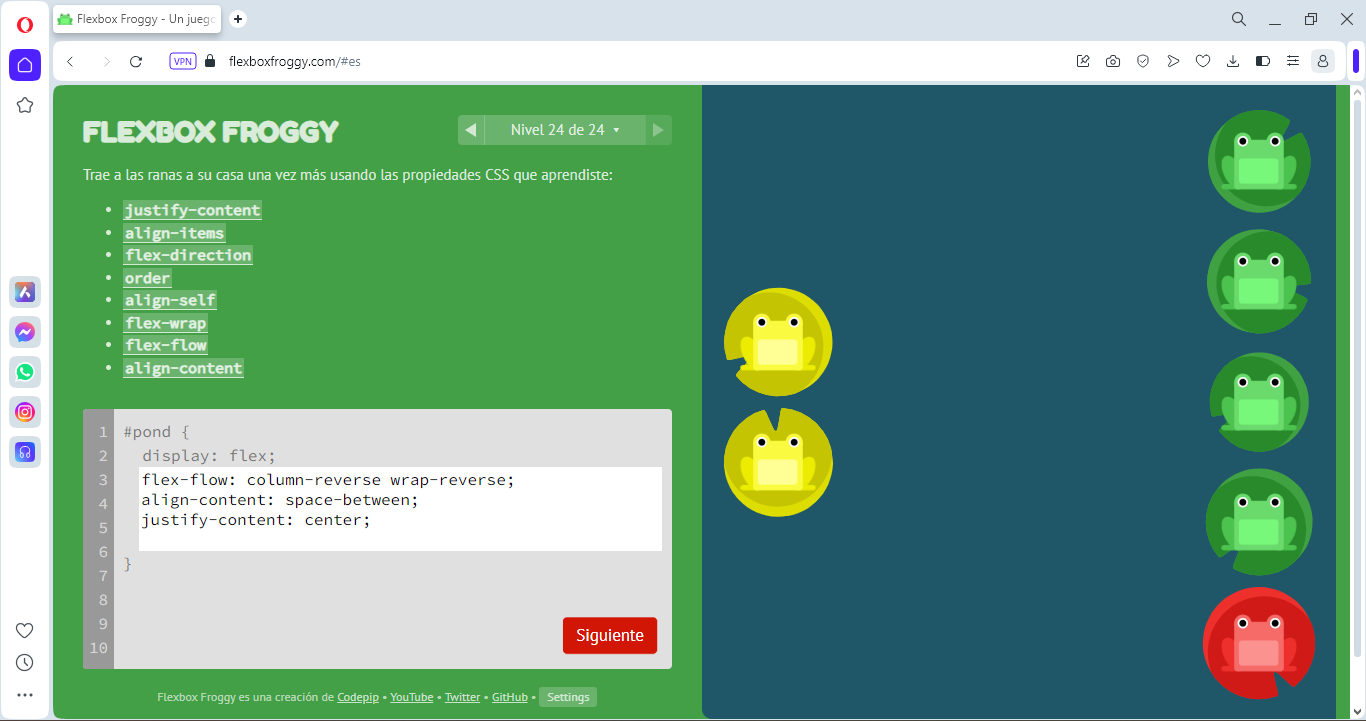 Flexbox Froggy - Un juego
VPN
flexboxfroggy.com/#es
FLEXBOX FROGGY
Nivel 24 de 24
Trae a las ranas a su casa una vez más usando las propiedades CSS que aprendiste:
justify-content
align-items
flex-direction
order
align-self
flex-wrap
flex-flow
align-content
1 #pond {
2 display: flex;
3 flex-flow: column-reverse wrap-reverse;
4 align-content: space-between;
5 justify-content: center;
6 }
7
8
9
10
Siguiente
Flexbox Froggy es una creación de Codepip • YouTube • Twitter • GitHub • Settings